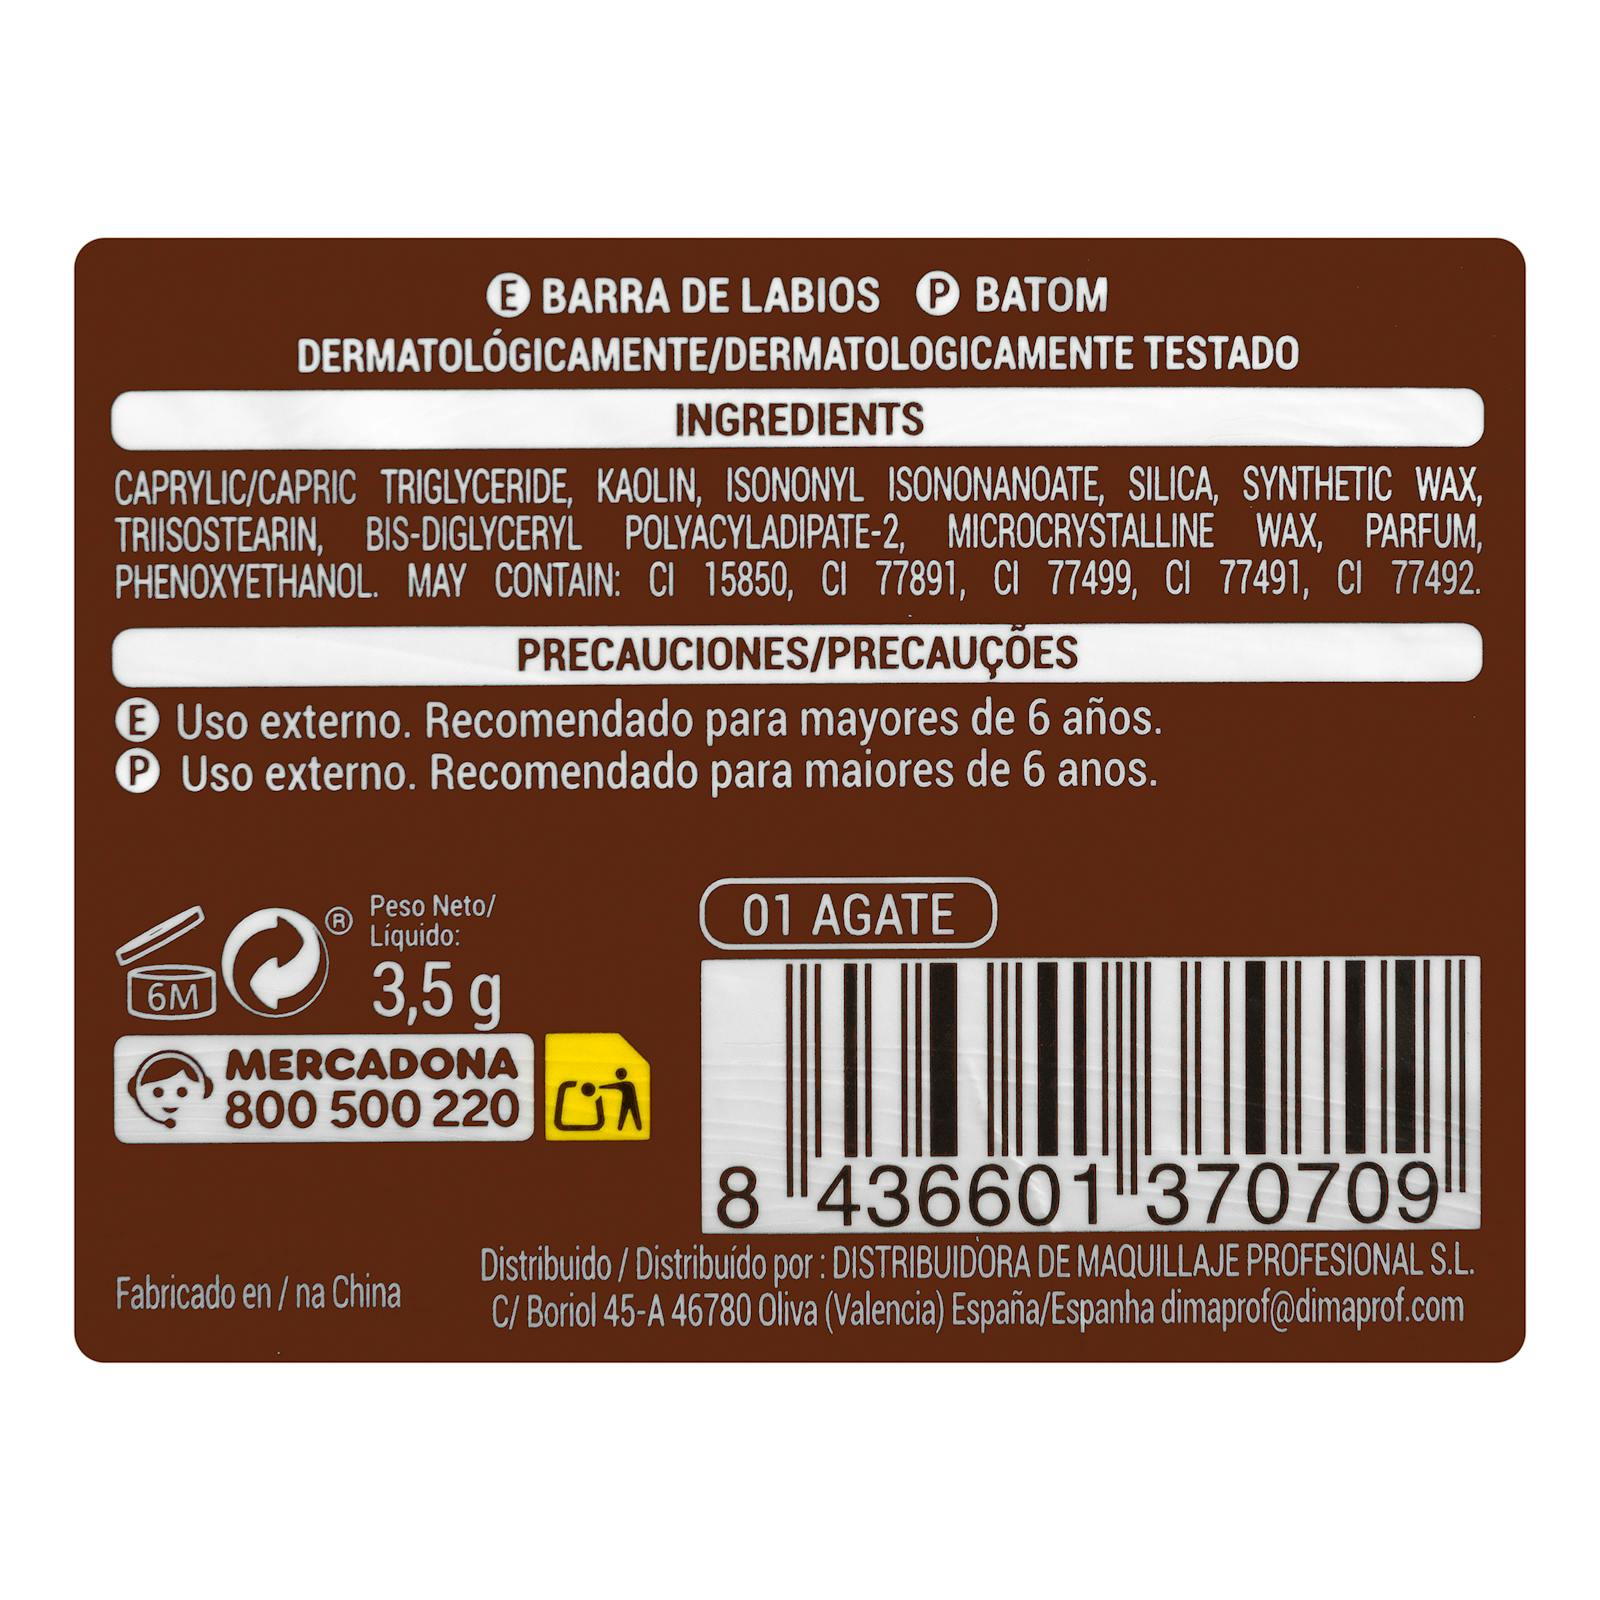 E BARRA DE LABIOS P BATOM
DERMATOLÓGICAMENTE/DERMATOLOGICAMENTE TESTADO
INGREDIENTS
CAPRYLIC/CAPRIC TRIGLYCERIDE, KAOLIN, ISONONYL ISONONANOATE, SILICA, SYNTHETIC WAX,
TRIISOSTEARIN, BIS-DIGLYCERYL POLYACYLADIPATE-2, MICROCRYSTALLINE WAX, PARFUM,
PHENOXYETHANOL. MAY CONTAIN: CI 15850, CI 77891, CI 77499, CI 77491, CI 77492.
PRECAUCIONES/PRECAUÇÕES
E Uso externo. Recomendado para mayores de 6 años.
P Uso externo. Recomendado para maiores de 6 anos.
6M
®
Peso Neto/
Líquido:
3,5 g
MERCADONA
800 500 220
01 AGATE
8 436601 370709
Fabricado en / na China
Distribuido / Distribuído por : DISTRIBUIDORA DE MAQUILLAJE PROFESIONAL S.L.
C/ Boriol 45-A 46780 Oliva (Valencia) España/Espanha dimaprof@dimaprof.com